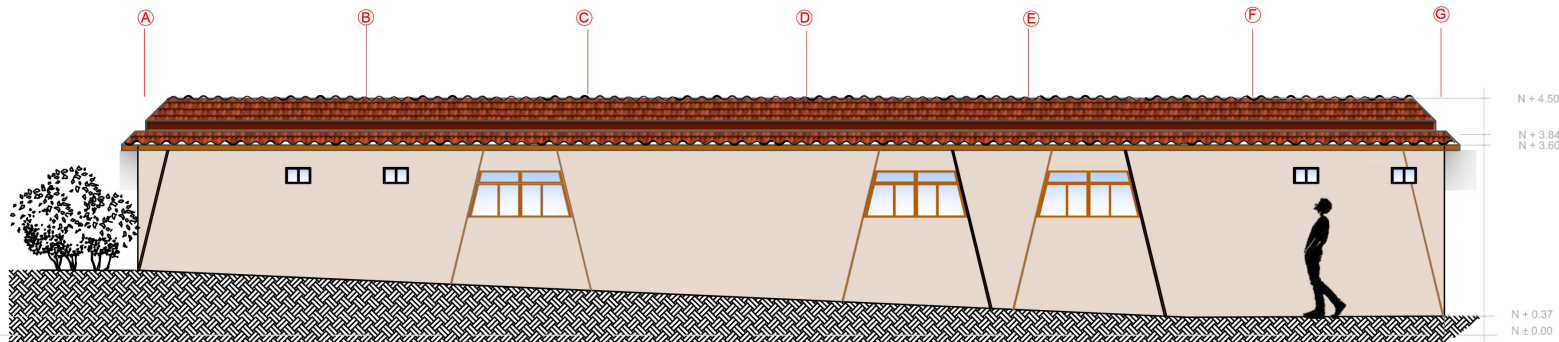 A B C D E F G
N + 4.50
N + 3.84
N + 3.60
N + 0.37
N ± 0.00